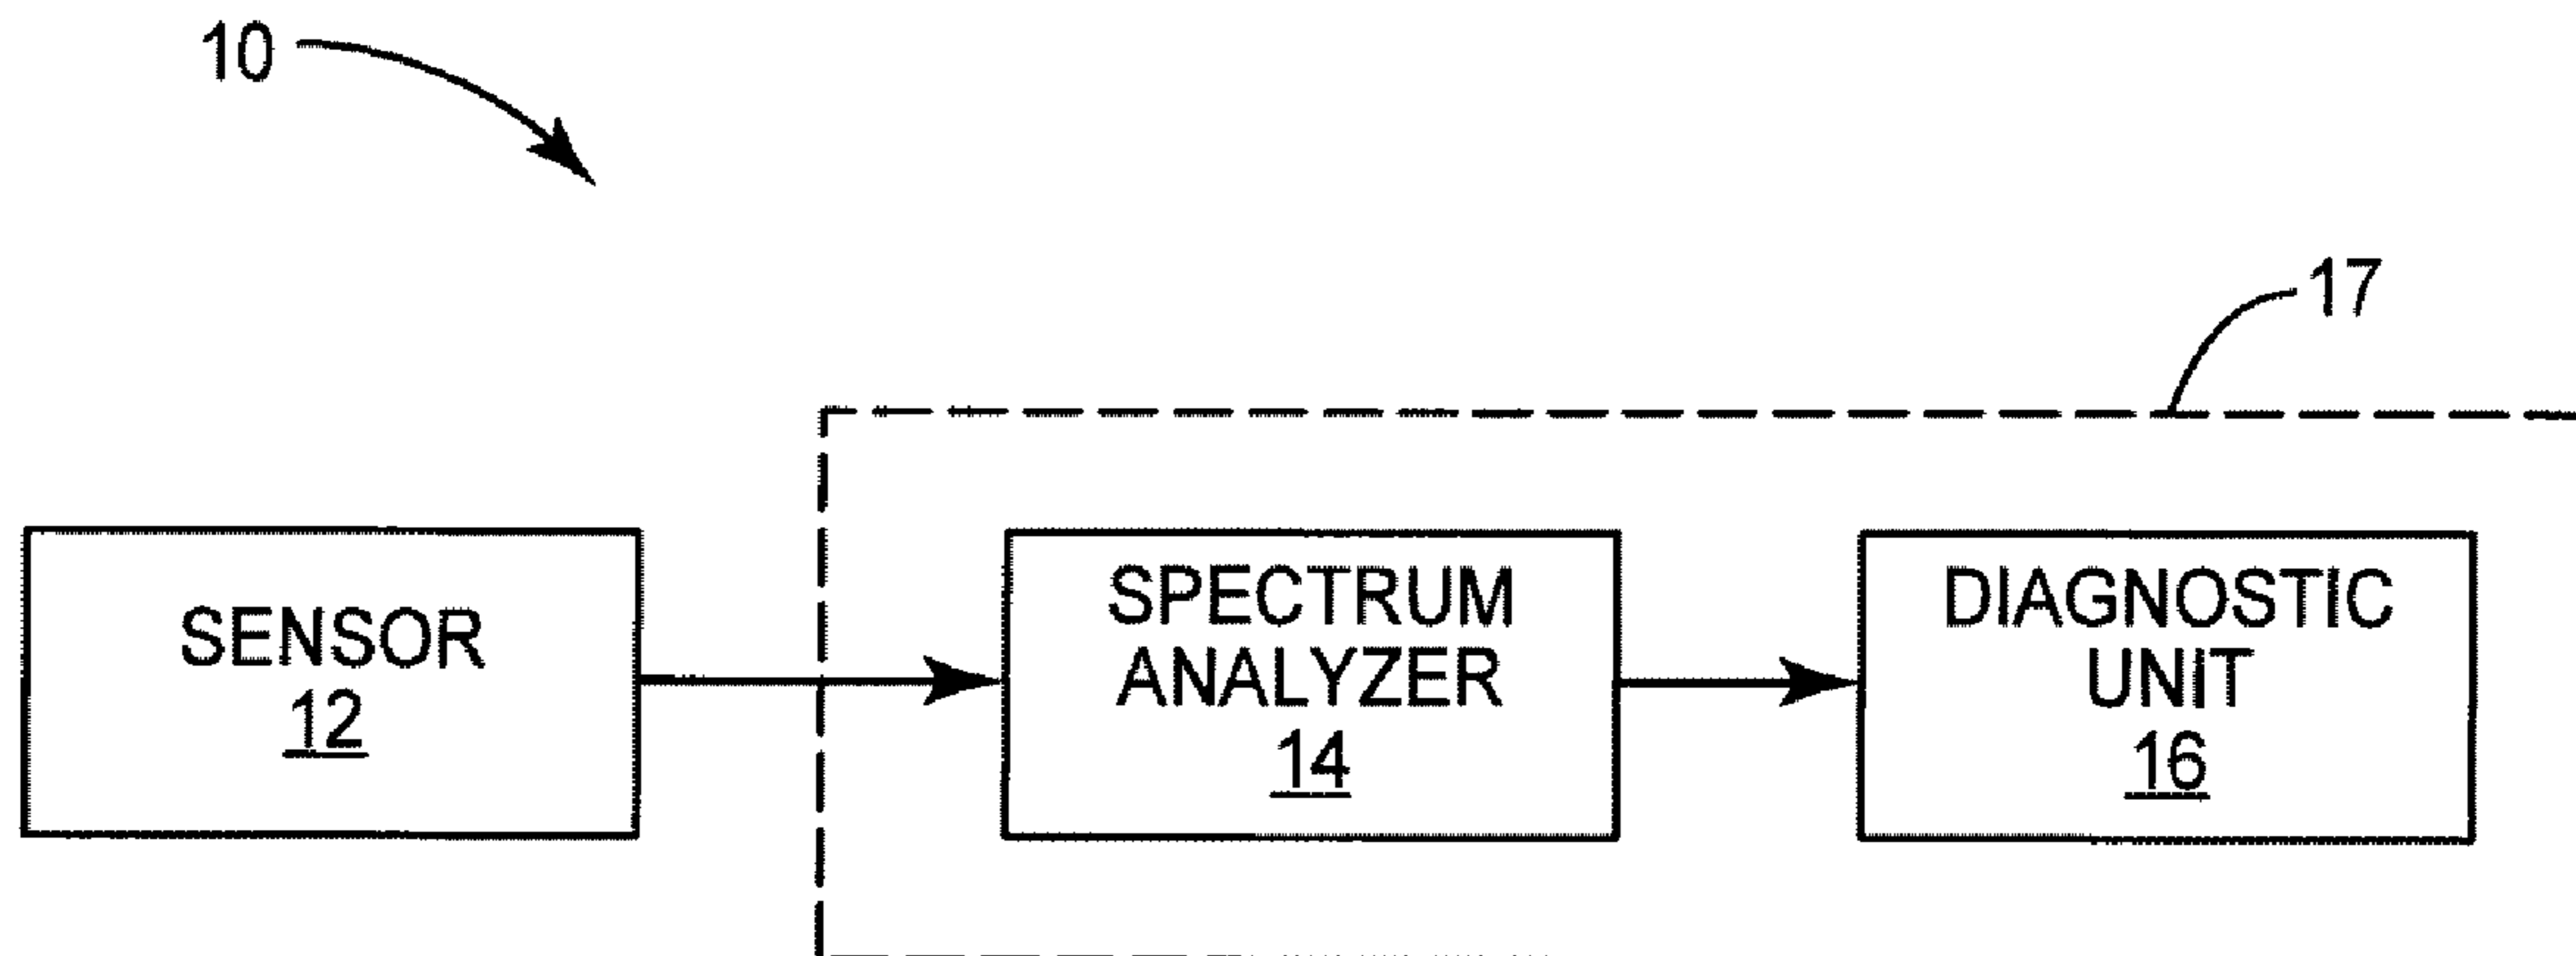 10
17
SENSOR
12
SPECTRUM
ANALYZER
14
DIAGNOSTIC
UNIT
16